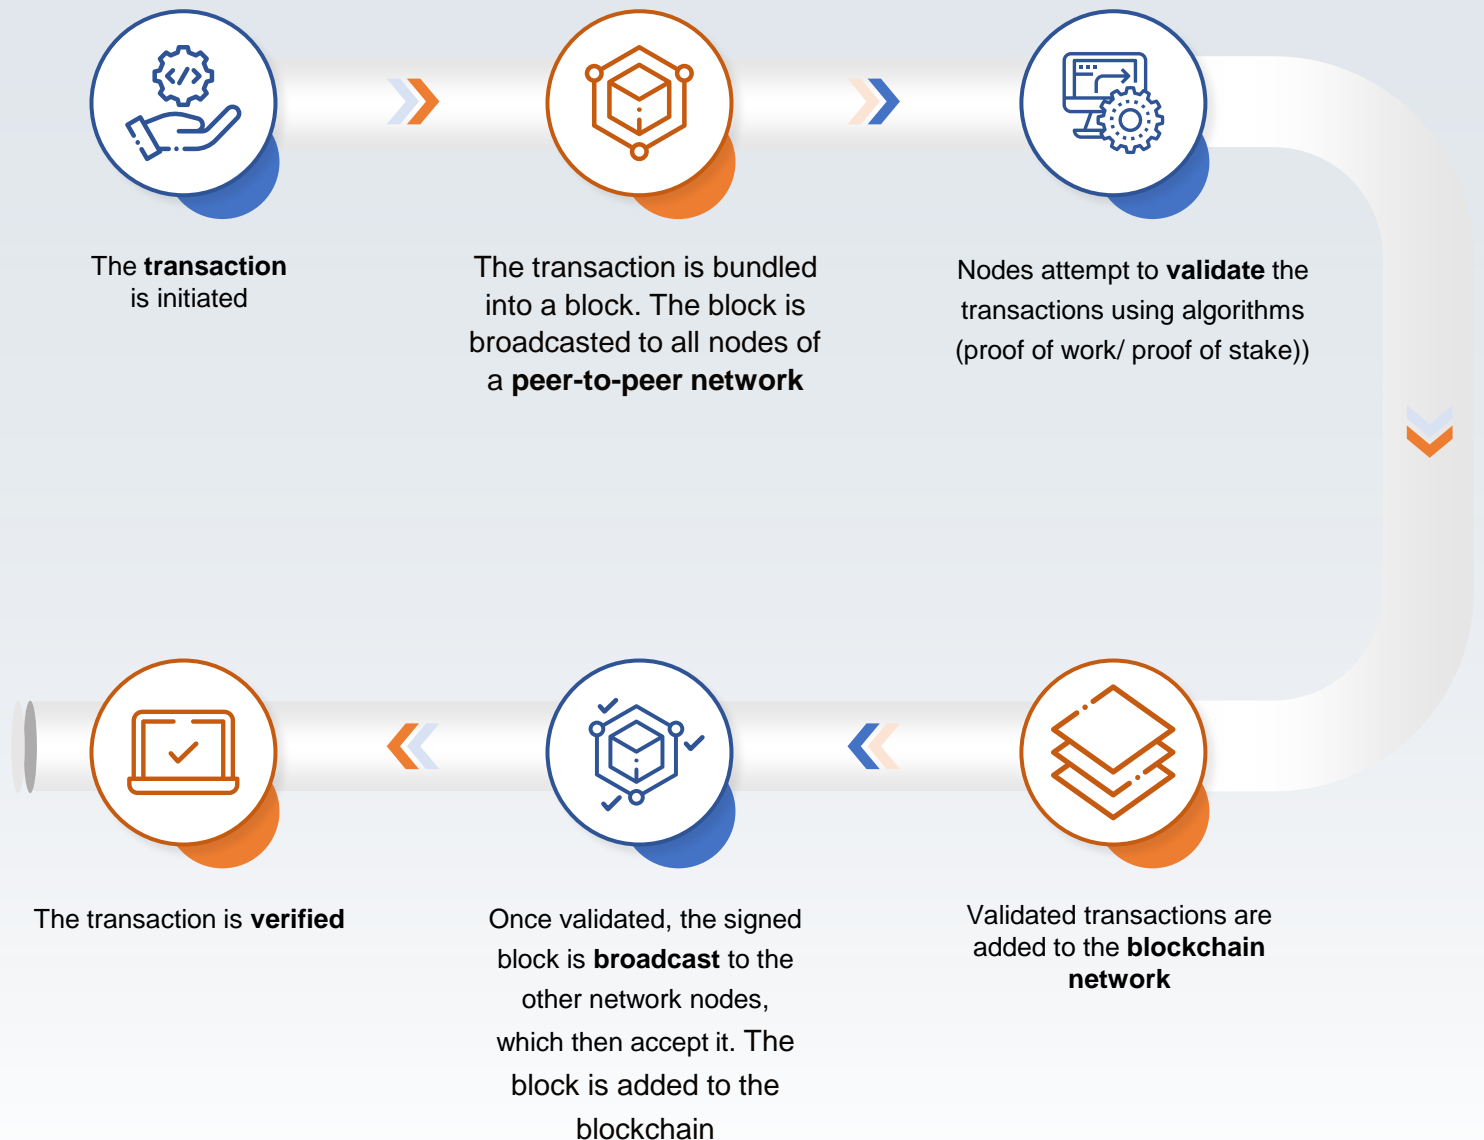 The transaction
is initiated
The transaction is bundled
into a block. The block is
broadcasted to all nodes of
a peer-to-peer network
Nodes attempt to validate the
transactions using algorithms
(proof of work/ proof of stake))
Validated transactions are
added to the blockchain
network
Once validated, the signed
block is broadcast to the
other network nodes,
which then accept it. The
block is added to the
blockchain
The transaction is verified